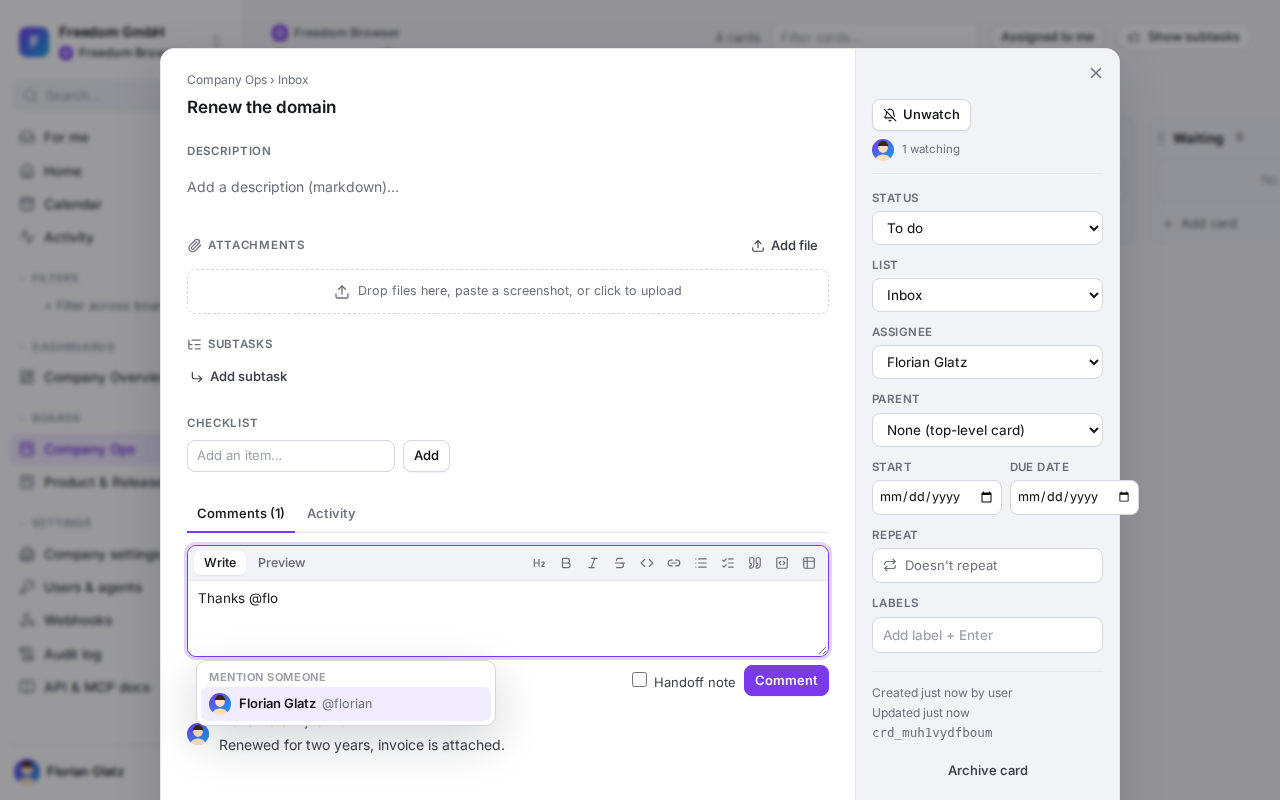 Freedom GmbH
Freedom Browser
4 cards
Filter cards...
Assigned to me
Show subtasks
Search...
For me
Home
Calendar
Activity
FILTERS
+ Filter across
DASHBOARDS
Company
BOARDS
Company Ops
Product &
SETTINGS
Company settings
Users & agents
Webhooks
Audit log
API & MCP docs
Florian Glatz
Waiting
0
No
+ Add card
Company Ops › Inbox
Renew the domain
DESCRIPTION
Add a description (markdown)...
ATTACHMENTS
Add file
Drop files here, paste a screenshot, or click to upload
SUBTASKS
Add subtask
CHECKLIST
Add an item...
Add
Comments (1)
Activity
Write
Preview
H2
Thanks @flo
MENTION SOMEONE
Florian Glatz @florian
Handoff note
Comment
Renewed for two years, invoice is attached.
Unwatch
1 watching
STATUS
To do
LIST
Inbox
ASSIGNEE
Florian Glatz
PARENT
None (top-level card)
START
DUE DATE
mm/dd/yyyy
mm/dd/yyyy
REPEAT
Doesn't repeat
LABELS
Add label + Enter
Created just now by user
Updated just now
crd_muh1vydfboum
Archive card